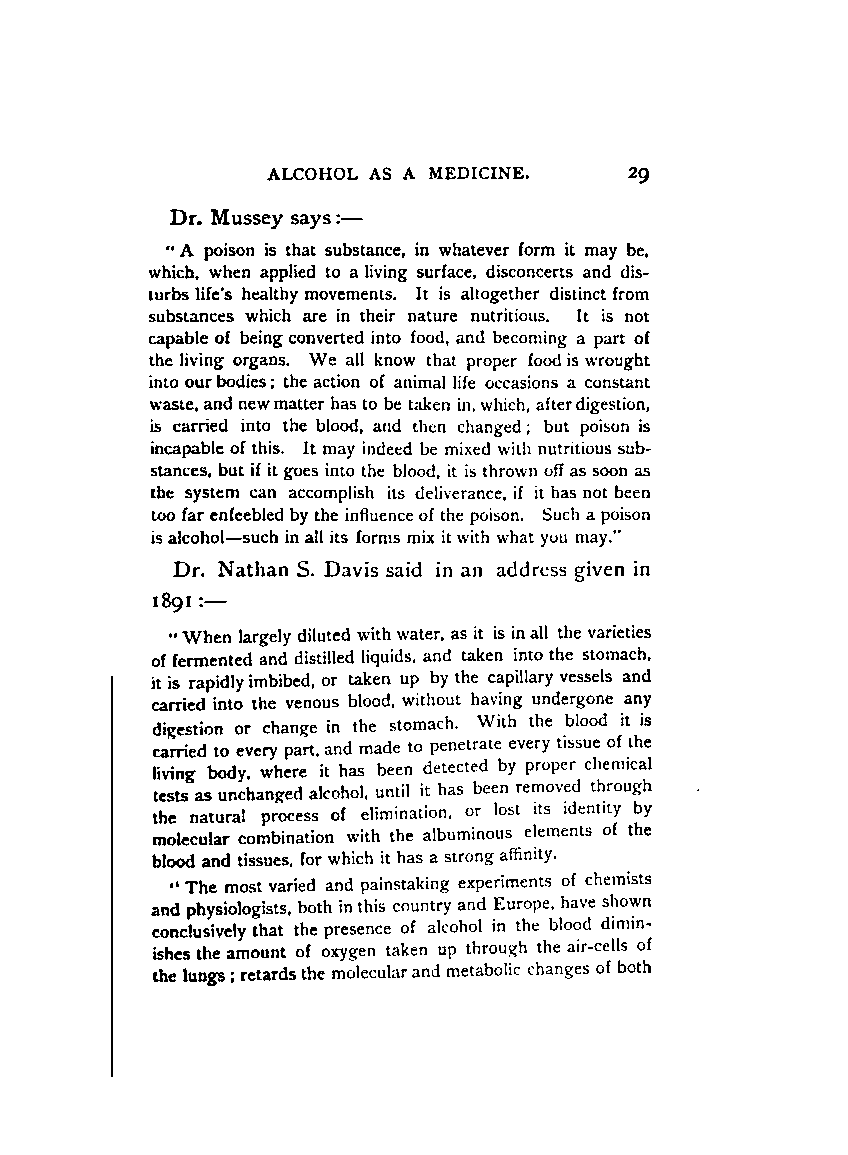 ALCOHOL AS A MEDICINE. 29
Dr. Mussey says :—
" A poison is that substance, in whatever form it may be,
which, when applied to a living surface, disconcerts and dis-
turbs life's healthy movements. It is altogether distinct from
substances which are in their nature nutritious. It is not
capable of being converted into food, and becoming a part of
the living organs. We all know that proper food is wrought
into our bodies ; the action of animal life occasions a constant
waste, and new matter has to be taken in, which, after digestion,
is carried into the blood, and then changed ; but poison is
incapable of this. It may indeed be mixed with nutritious sub-
stances, but if it goes into the blood, it is thrown off as soon as
the system can accomplish its deliverance, if it has not been
too far enfeebled by the influence of the poison. Such a poison
is alcohol—such in all its forms mix it with what you may."
Dr. Nathan S. Davis said in an address given in
1891 :—
" When largely diluted with water, as it is in all the varieties
of fermented and distilled liquids, and taken into the stomach,
it is rapidly imbibed, or taken up by the capillary vessels and
carried into the venous blood, without having undergone any
digestion or change in the stomach. With the blood it is
carried to every part, and made to penetrate every tissue of the
living body, where it has been detected by proper chemical
tests as unchanged alcohol, until it has been removed through
the natural process of elimination, or lost its identity by
molecular combination with the albuminous elements of the
blood and tissues, for which it has a strong affinity.
" The most varied and painstaking experiments of chemists
and physiologists, both in this country and Europe, have shown
conclusively that the presence of alcohol in the blood dimin-
ishes the amount of oxygen taken up through the air-cells of
the lungs ; retards the molecular and metabolic changes of both